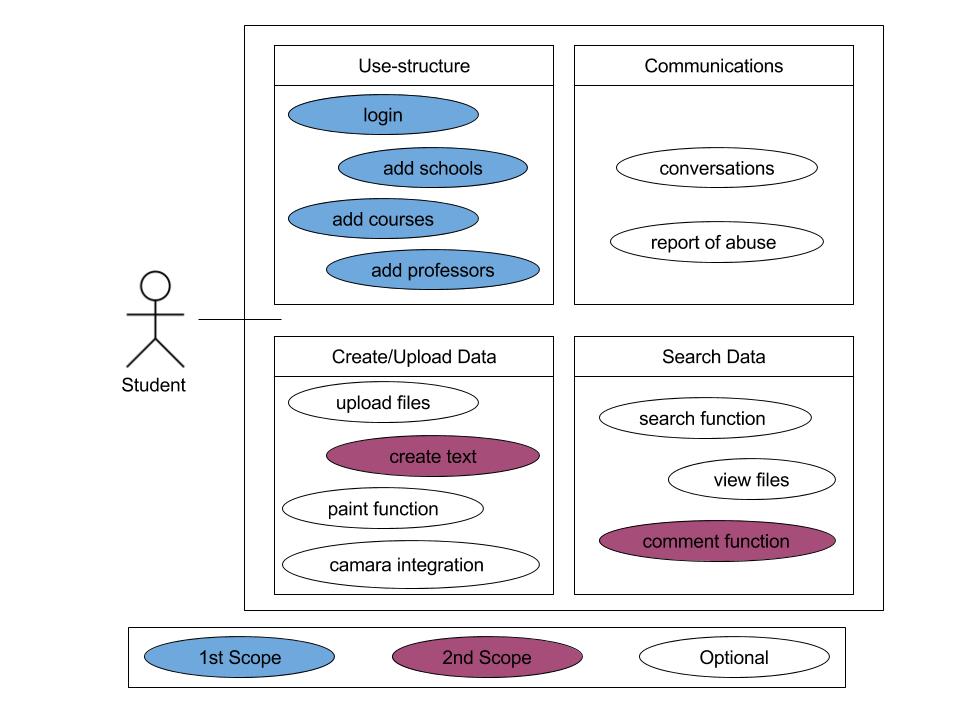 Use-structure
login
add schools
add courses
add professors
Communications
conversations
report of abuse
Student
Create/Upload Data
upload files
create text
paint function
camara integration
Search Data
search function
view files
comment function
1st Scope
2nd Scope
Optional